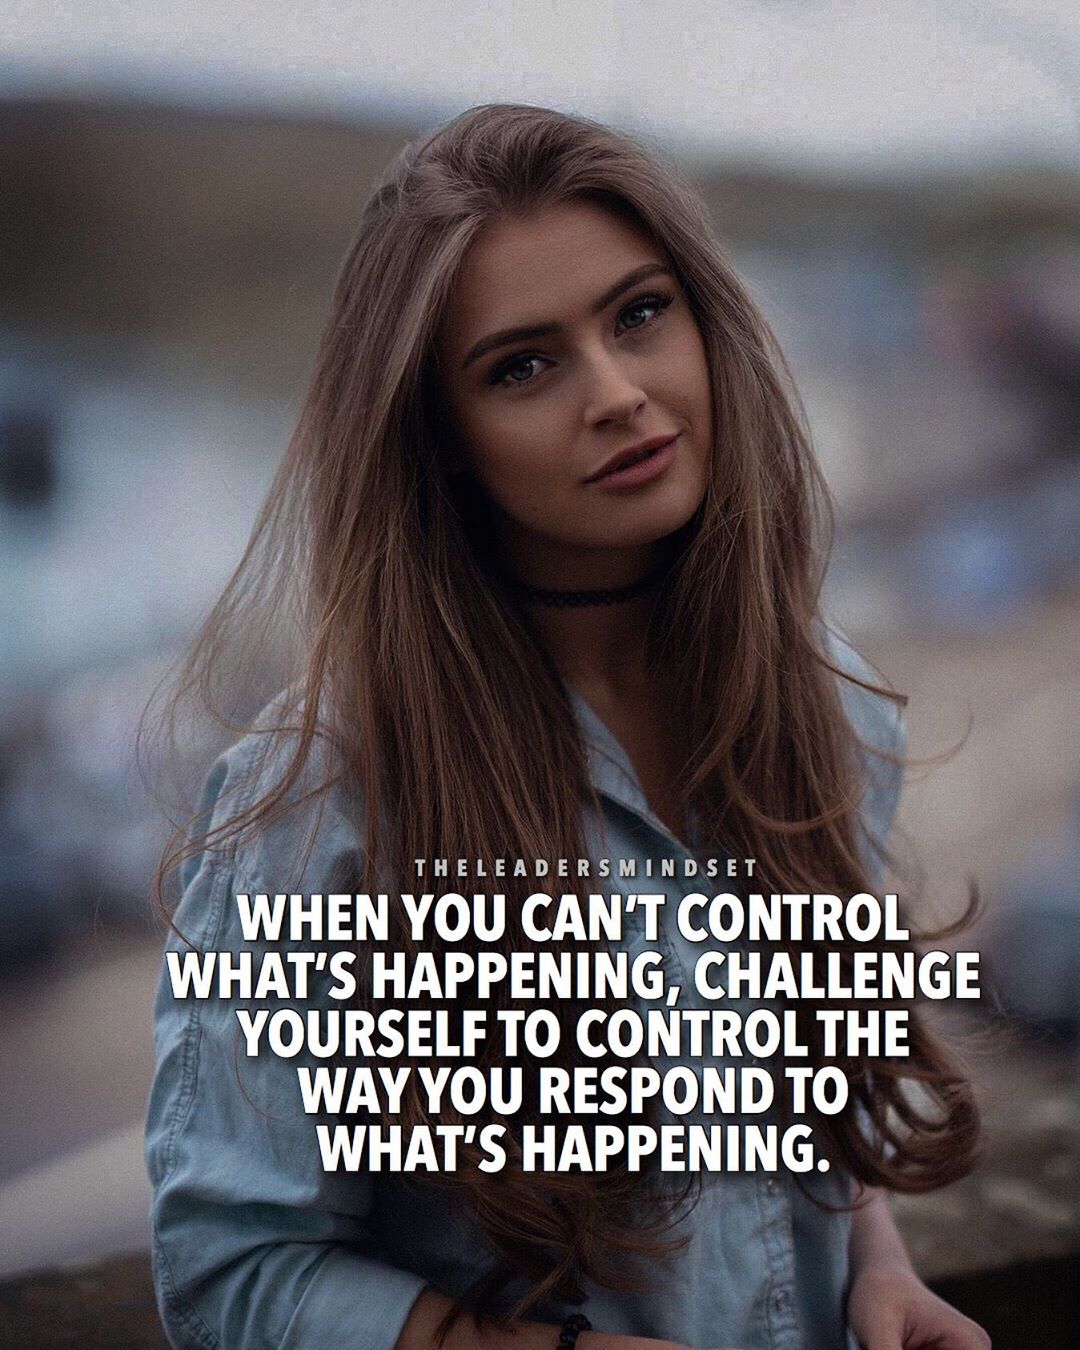 THELEADERSMINDSET
WHEN YOU CAN'T CONTROL
WHAT'S HAPPENING, CHALLENGE
YOURSELF TO CONTROL THE
WAY YOU RESPOND TO
WHAT'S HAPPENING.